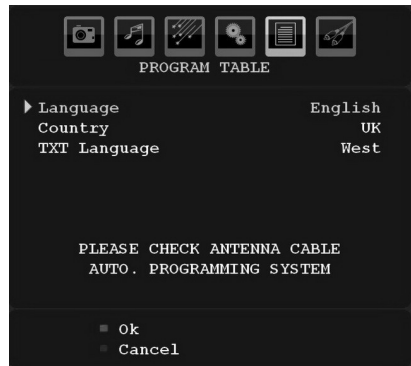 PROGRAM TABLE
Language English
Country UK
TXT Language West
PLEASE CHECK ANTENNA CABLE
AUTO. PROGRAMMING SYSTEM
Ok
Cancel